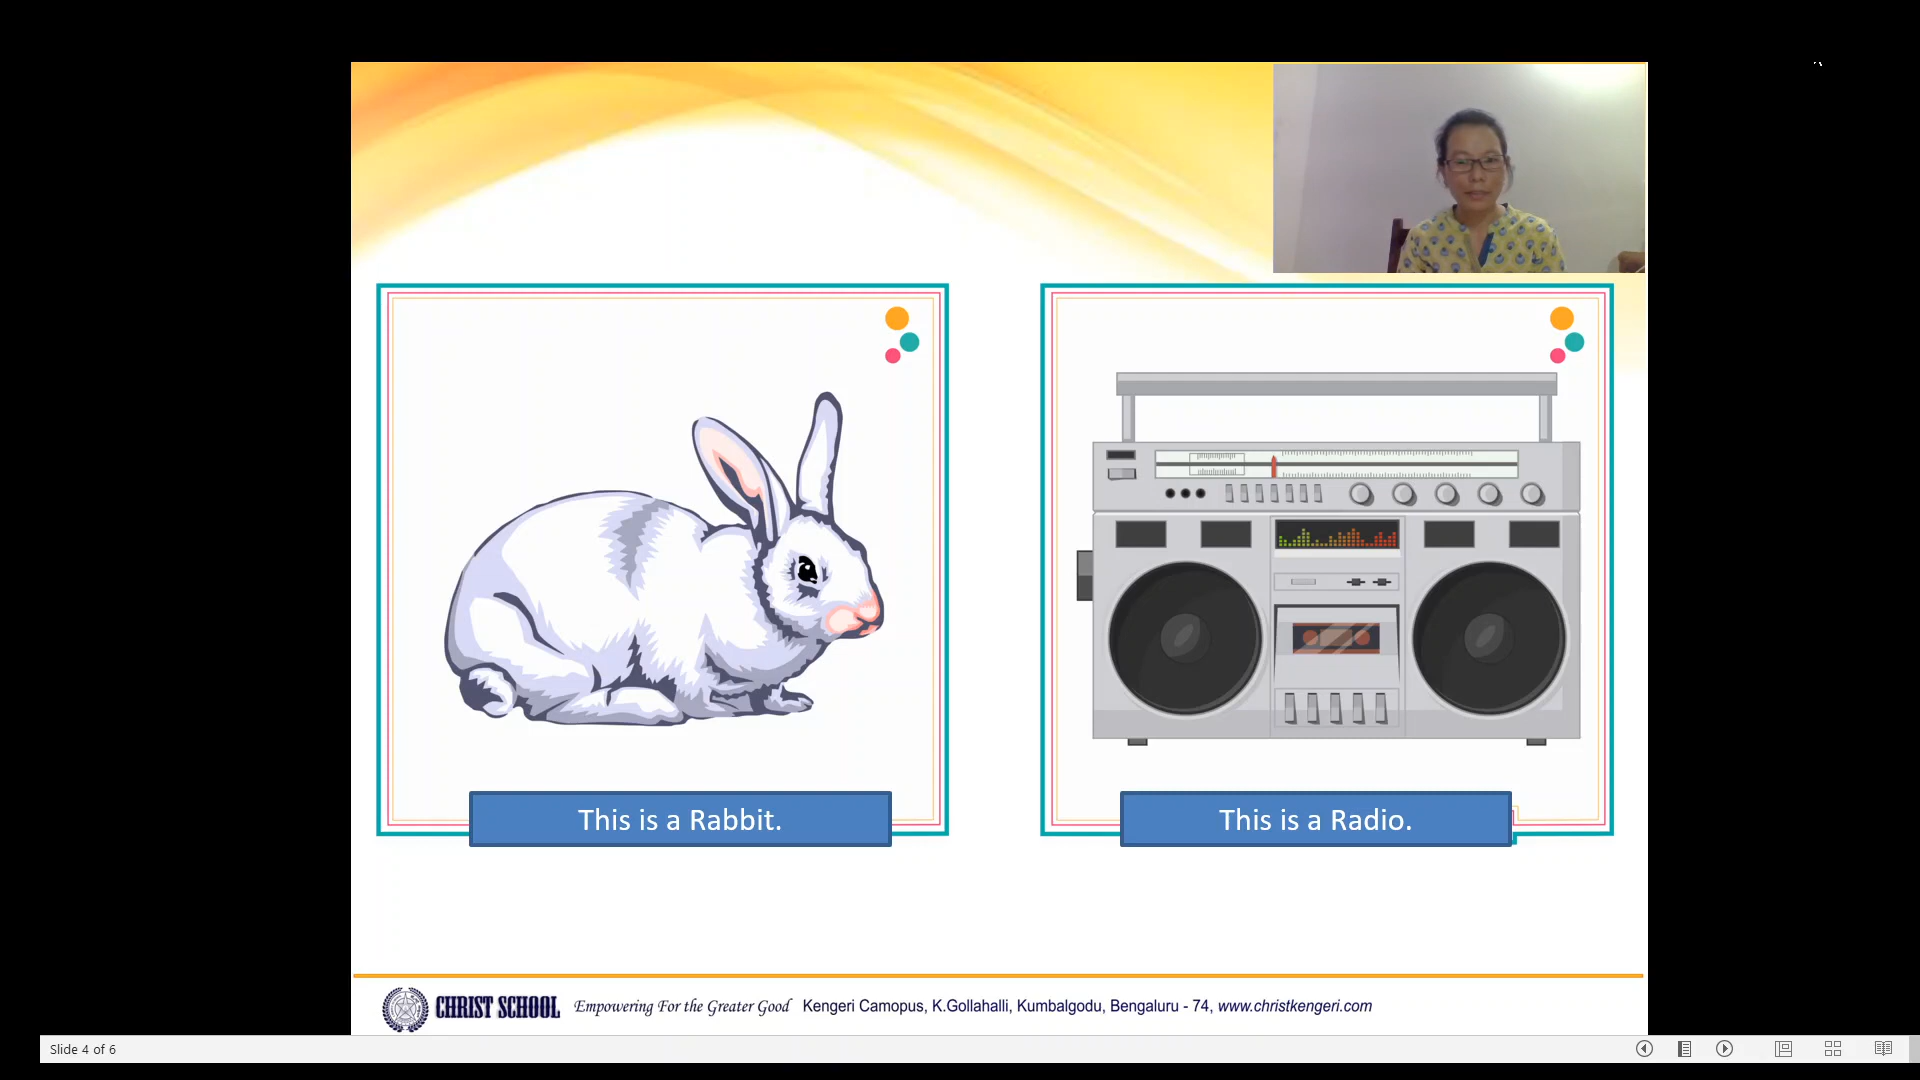 This is a Rabbit.
This is a Radio.
CHRIST SCHOOL Empowering For the Greater Good Kengeri Camopus, K.Gollahalli, Kumbalgodu, Bengaluru - 74, www.christkengeri.com
Slide 4 of 6